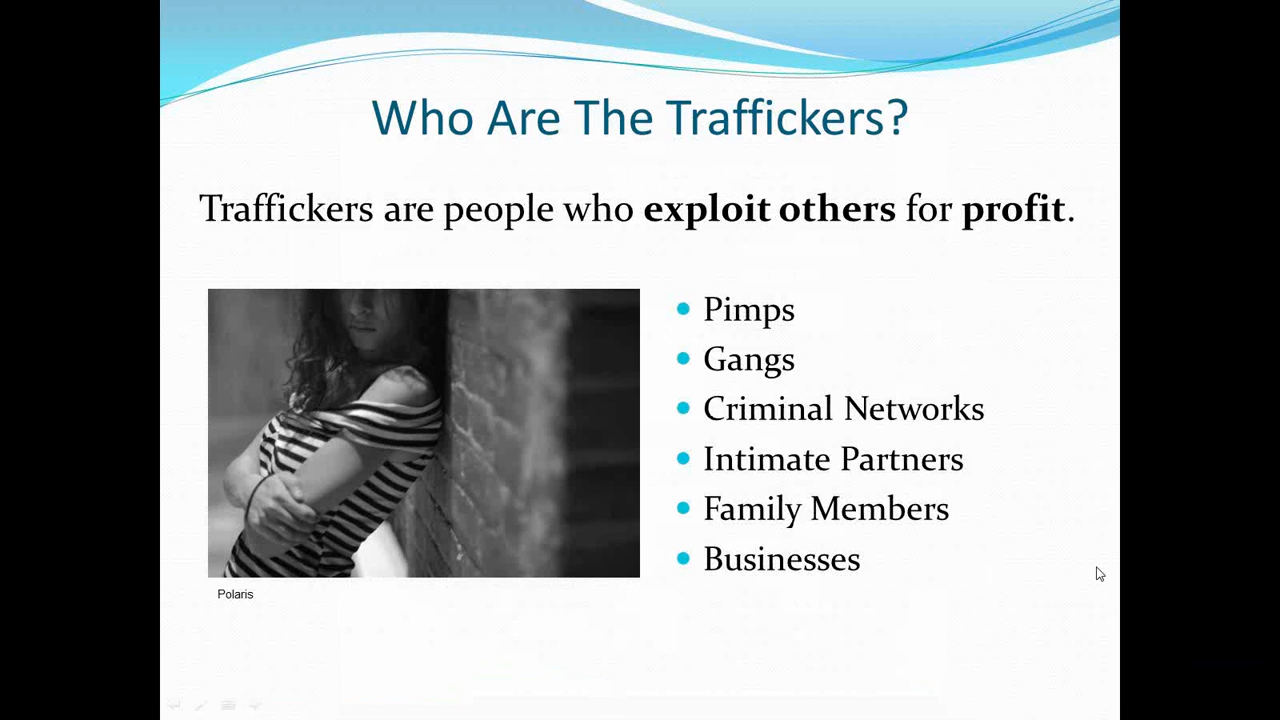 Who Are The Traffickers?
Traffickers are people who exploit others for profit.
Pimps
Gangs
Criminal Networks
Intimate Partners
Family Members
Businesses
Polaris